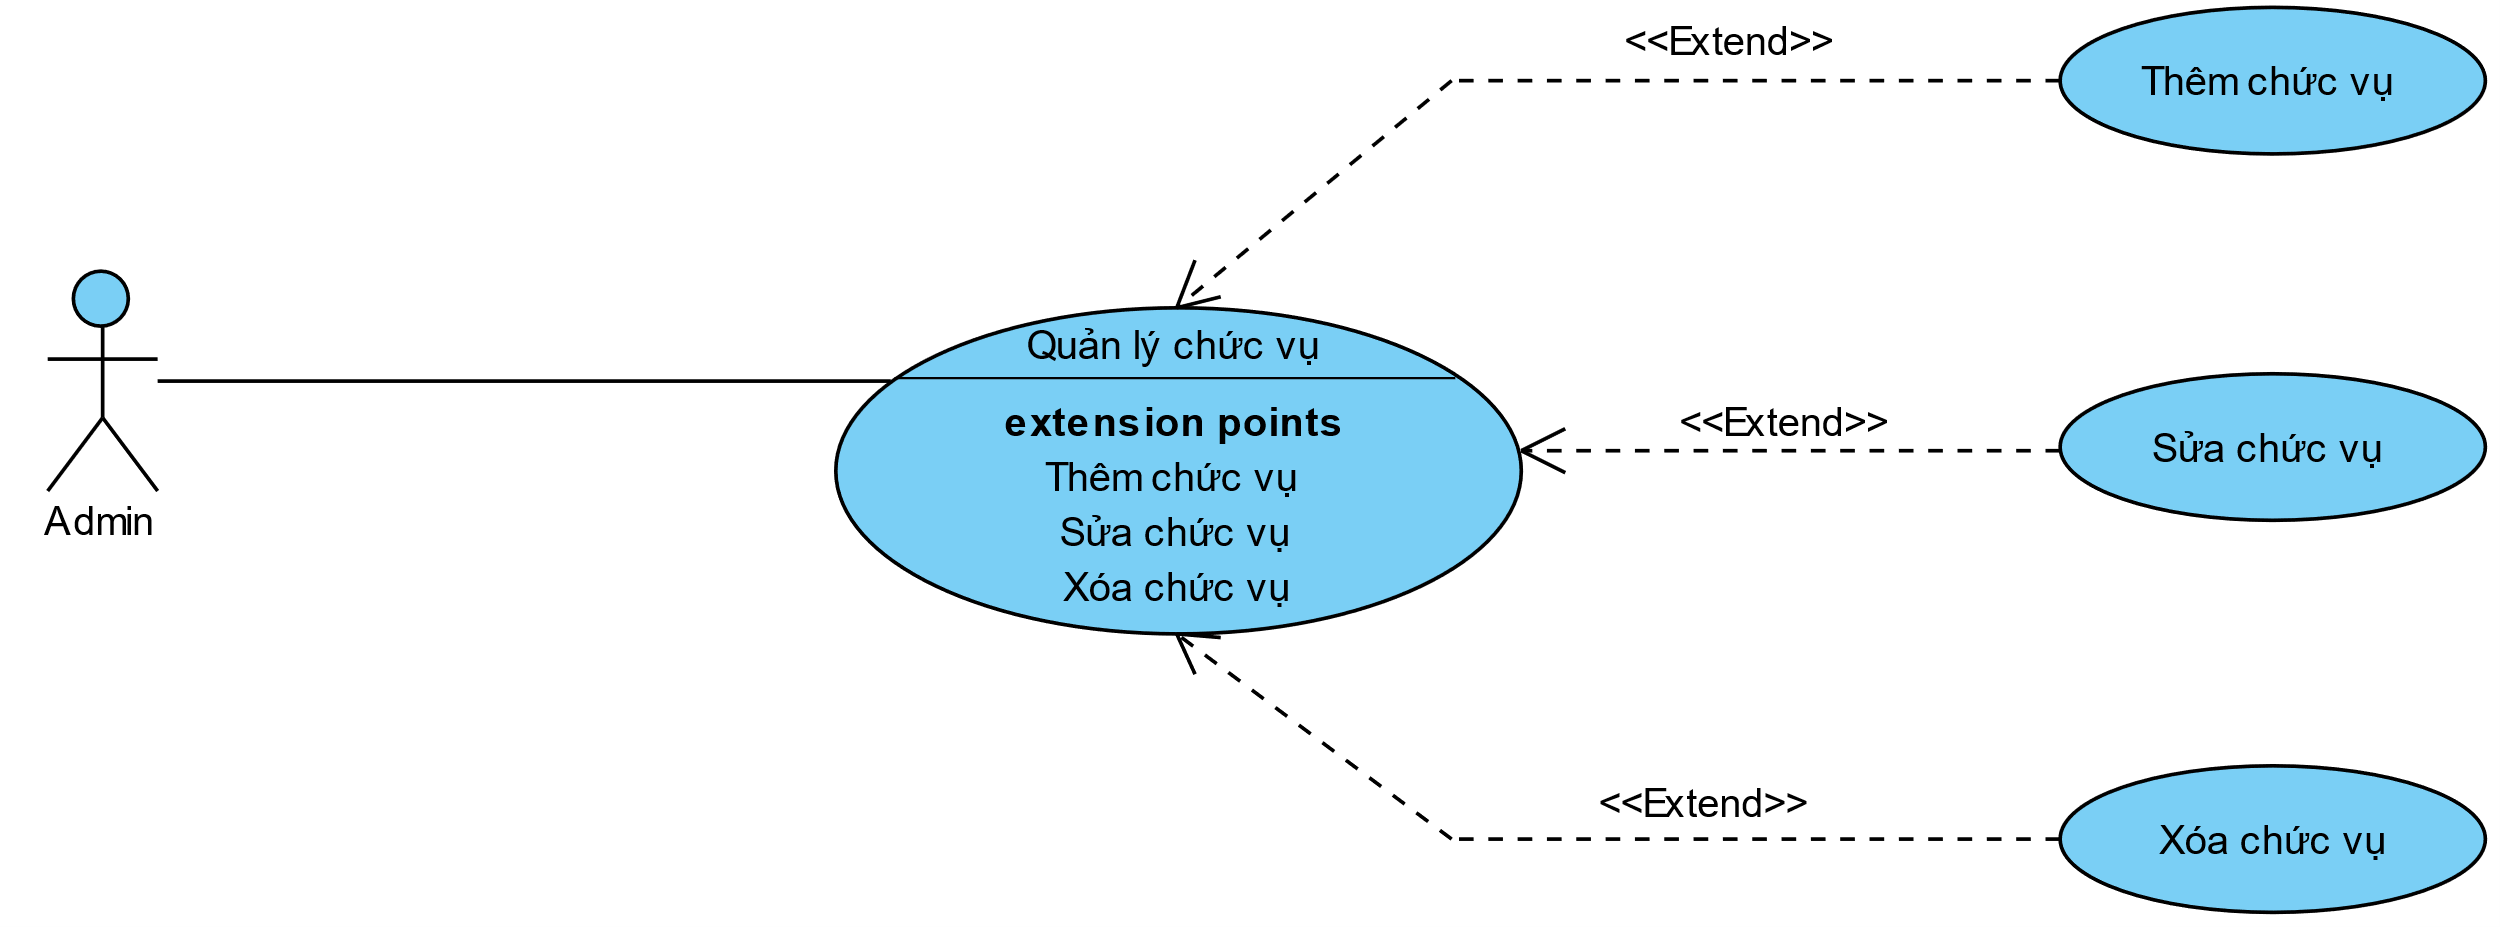 <<Extend>>
Thêm chức vụ
Admin
Quản lý chức vụ
extension points
Thêm chức vụ
Sửa chức vụ
Xóa chức vụ
<<Extend>>
Sửa chức vụ
<<Extend>>
Xóa chức vụ